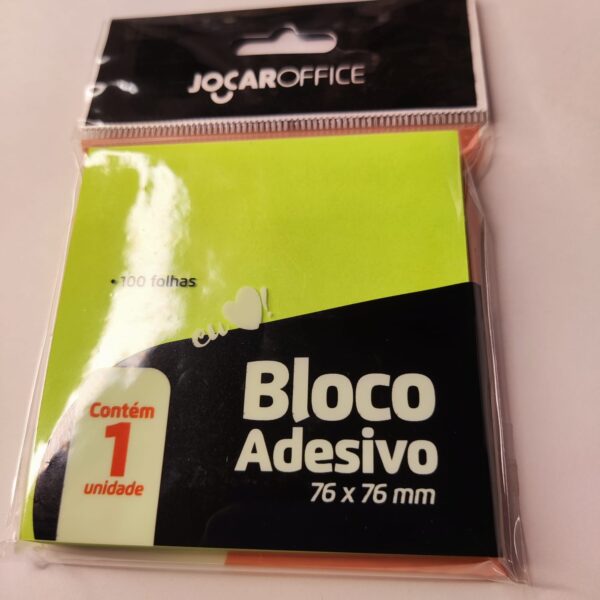 JOCAROFFICE
• 100 folhas
eu ♥!
Bloco
Adesivo
76 x 76 mm
Contém
1
unidade